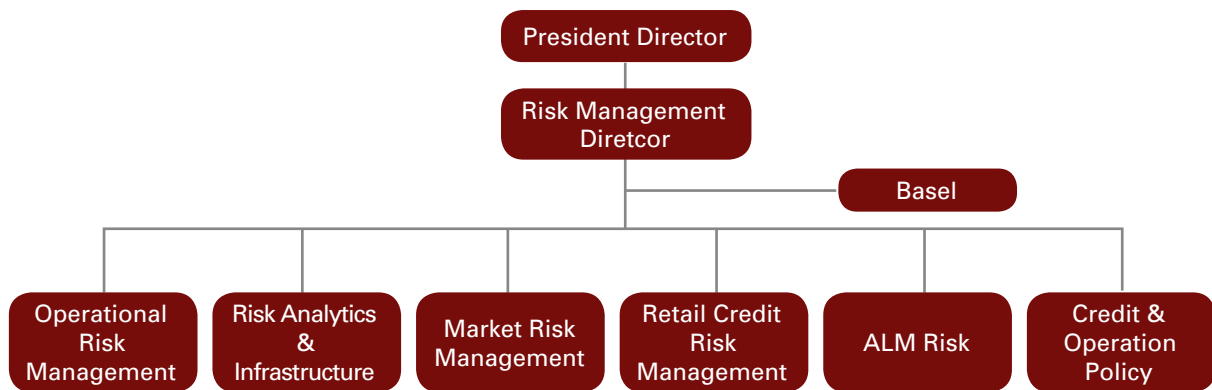 President Director
Risk Management
Diretcor
Basel
Operational
Risk
Management
Risk Analytics
&
Infrastructure
Market Risk
Management
Retail Credit
Risk
Management
ALM Risk
Credit &
Operation
Policy